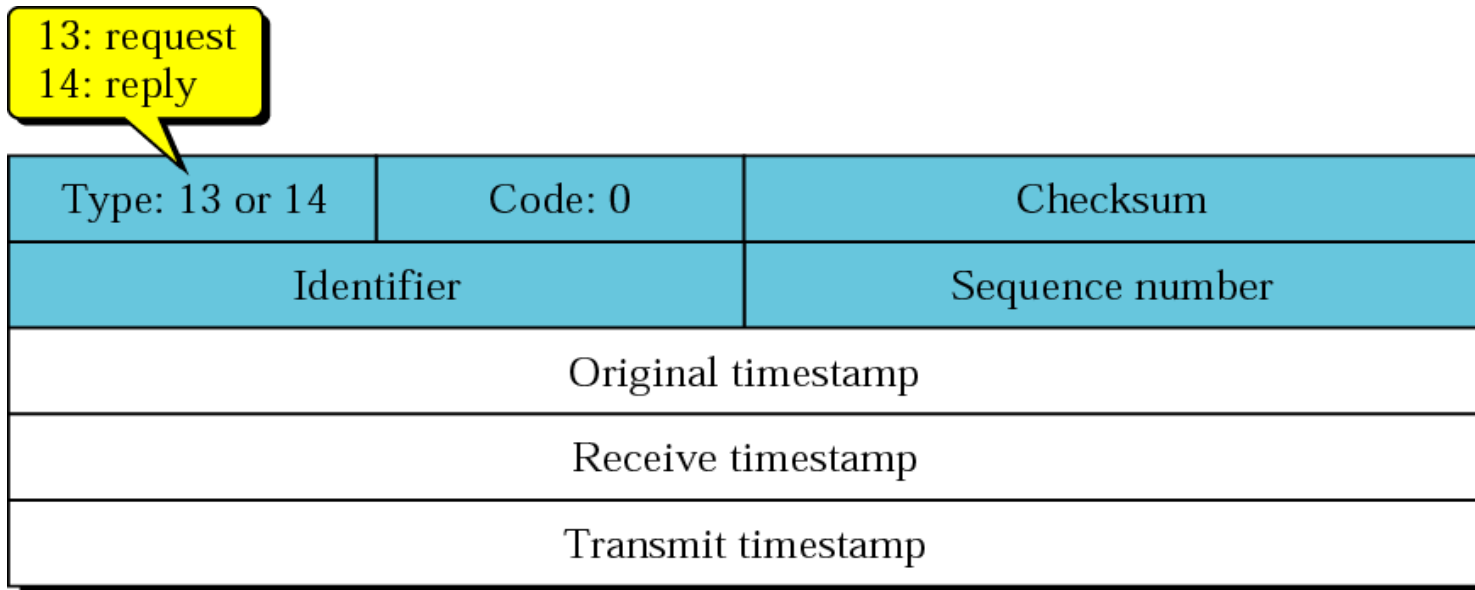 13: request
14: reply
Type: 13 or 14 Code: 0 Checksum
Identifier Sequence number
Original timestamp
Receive timestamp
Transmit timestamp